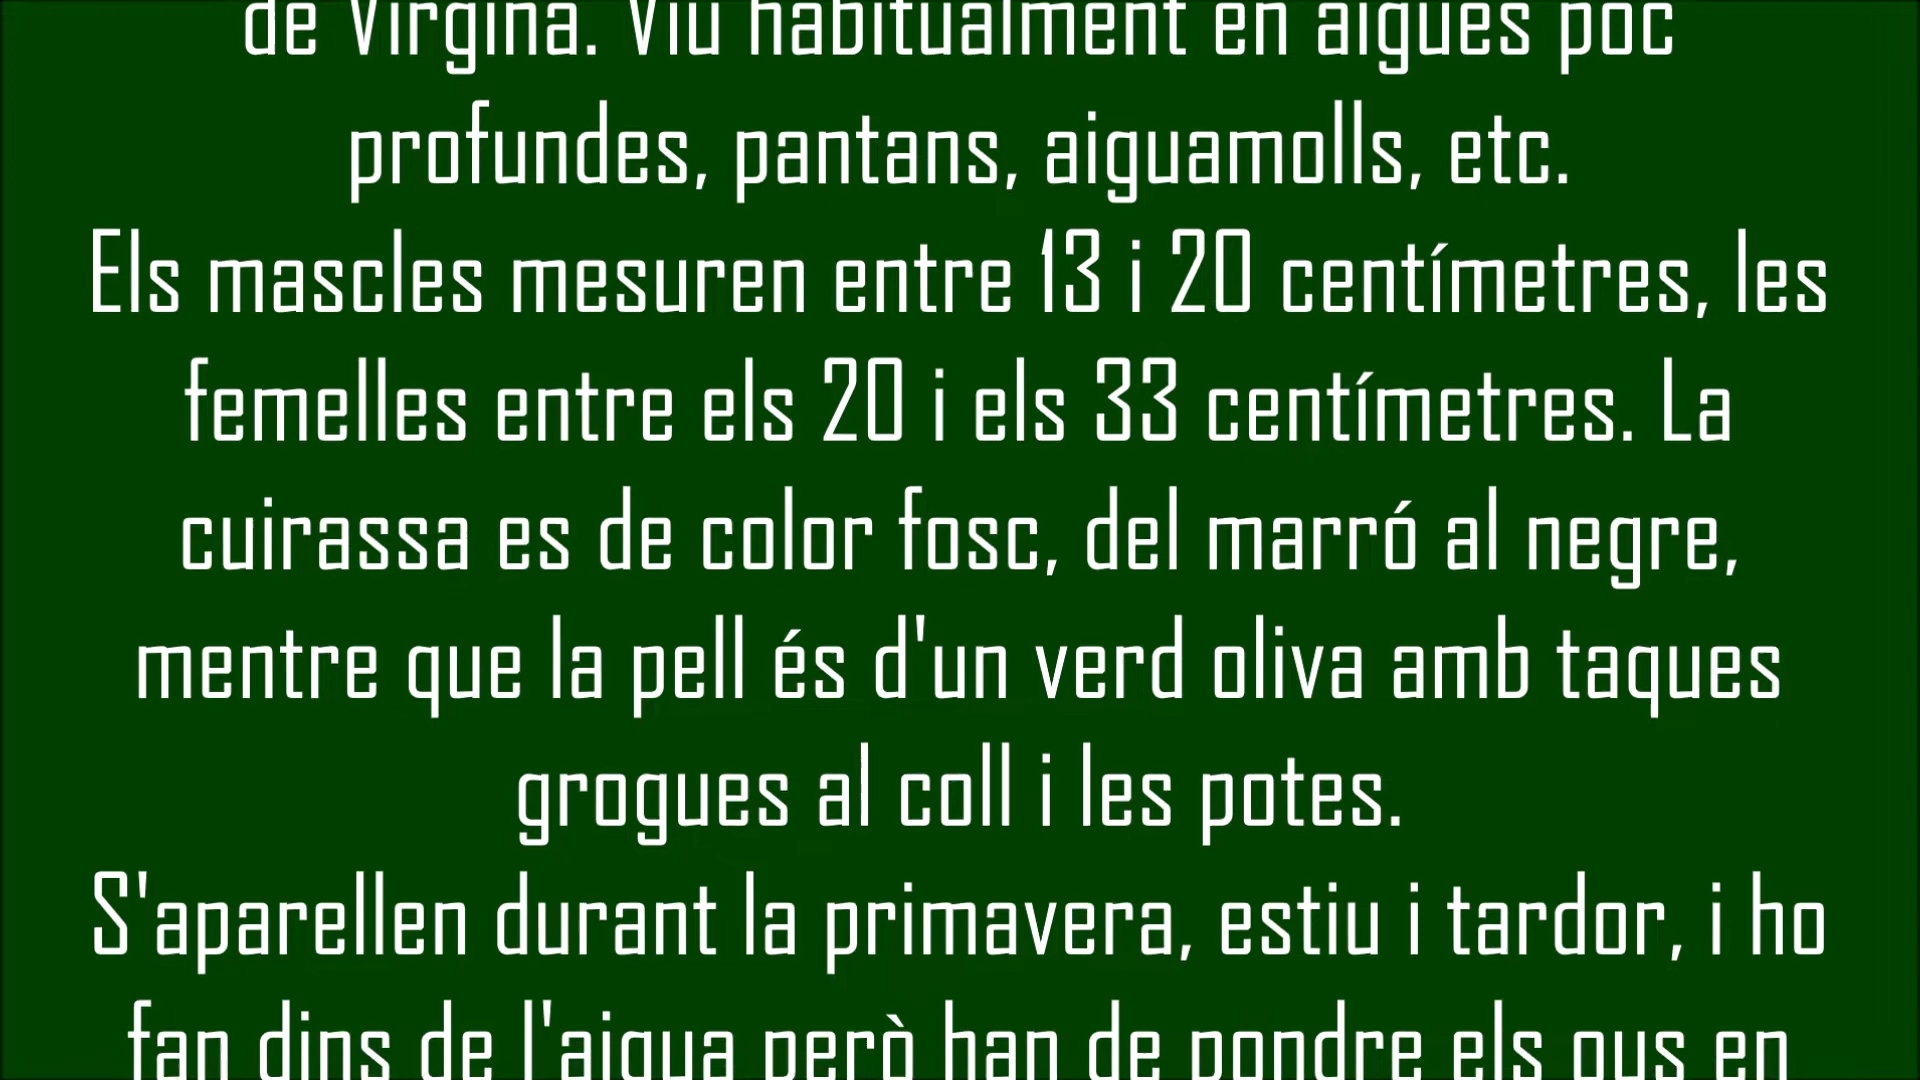 de Virgina. Viu habitualment en aigües poc
profundes, pantans, aiguamolls, etc.
Els mascles mesuren entre 13 i 20 centímetres, les
femelles entre els 20 i els 33 centímetres. La
cuirassa es de color fosc, del marró al negre,
mentre que la pell és d'un verd oliva amb taques
grogues al coll i les potes.
S'aparellen durant la primavera, estiu i tardor, i ho
fan dins de l'aigua però han de pondre els ous en